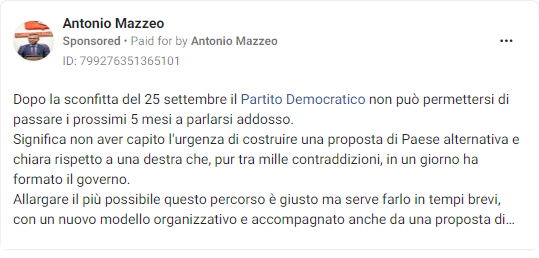 Antonio Mazzeo
Sponsored • Paid for by Antonio Mazzeo
ID: 799276351365101
Dopo la sconfitta del 25 settembre il Partito Democratico non può permettersi di
passare i prossimi 5 mesi a parlarsi addosso.
Significa non aver capito l'urgenza di costruire una proposta di Paese alternativa e
chiara rispetto a una destra che, pur tra mille contraddizioni, in un giorno ha
formato il governo.
Allargare il più possibile questo percorso è giusto ma serve farlo in tempi brevi,
con un nuovo modello organizzativo e accompagnato anche da una proposta di...